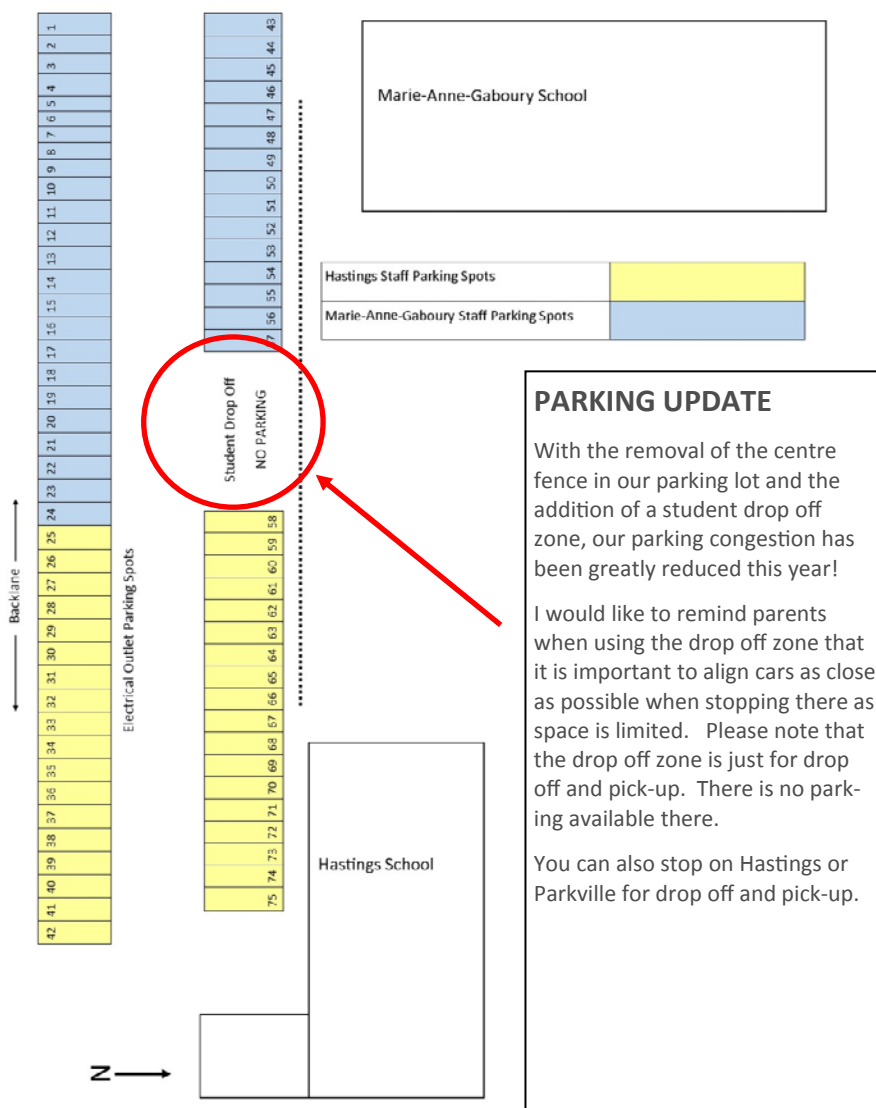 1
2
3
4
5
6
7
8
9
10
11
12
13
14
15
16
17
18
19
20
21
22
23
24
25
26
27
28
29
30
31
32
33
34
35
36
37
38
39
40
41
42
Backlane
Electrical Outlet Parking Spots
43
44
45
46
47
48
49
50
51
52
53
54
55
56
Student Drop Off
NO PARKING
58
59
60
61
62
63
64
65
66
67
68
69
70
71
72
73
74
75
Marie-Anne-Gaboury School
Hastings Staff Parking Spots
Marie-Anne-Gaboury Staff Parking Spots
PARKING UPDATE
With the removal of the centre
fence in our parking lot and the
addition of a student drop off
zone, our parking congestion has
been greatly reduced this year!
I would like to remind parents
when using the drop off zone that
it is important to align cars as close
as possible when stopping there as
space is limited.   Please note that
the drop off zone is just for drop
off and pick-up.  There is no park-
ing available there.
You can also stop on Hastings or
Parkville for drop off and pick-up.
Hastings School
N